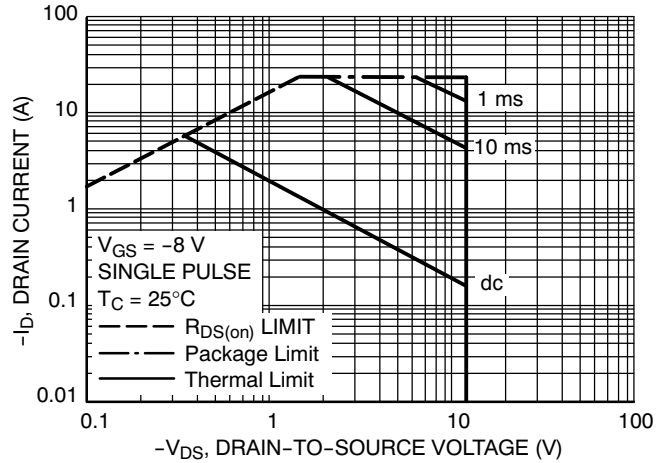 100
10
1
0.1
0.01
-I_D, DRAIN CURRENT (A)
1 ms
10 ms
dc
V_GS = -8 V
SINGLE PULSE
T_C = 25°C
R_DS(on) LIMIT
Package Limit
Thermal Limit
0.1
1
10
100
-V_DS, DRAIN-TO-SOURCE VOLTAGE (V)